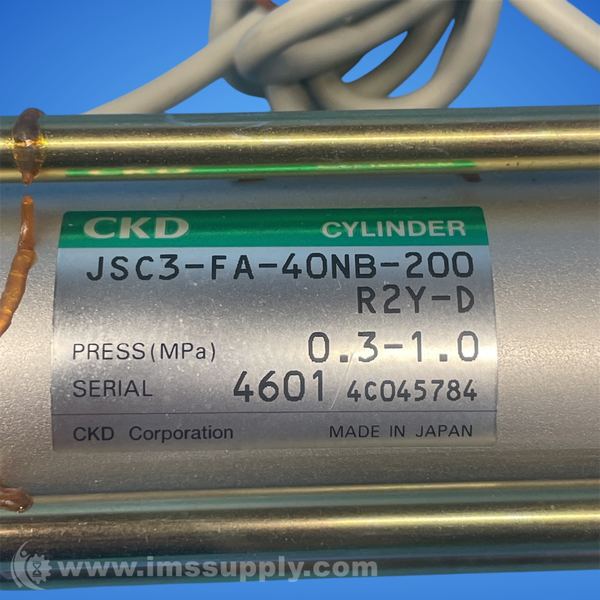 CKD CYLINDER
JSC3-FA-40NB-200
R2Y-D
PRESS(MPa) 0.3-1.0
SERIAL 4601 4C045784
CKD Corporation MADE IN JAPAN
www.imssupply.com